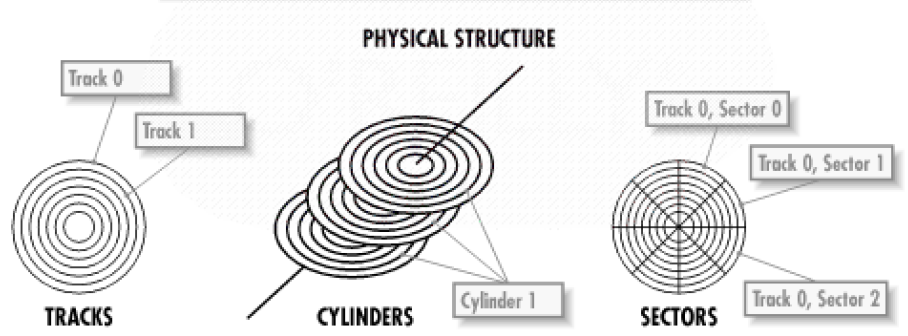 PHYSICAL STRUCTURE
Track 0
Track 1
Track 0, Sector 0
Track 0, Sector 1
Cylinder 1
Track 0, Sector 2
TRACKS
CYLINDERS
SECTORS